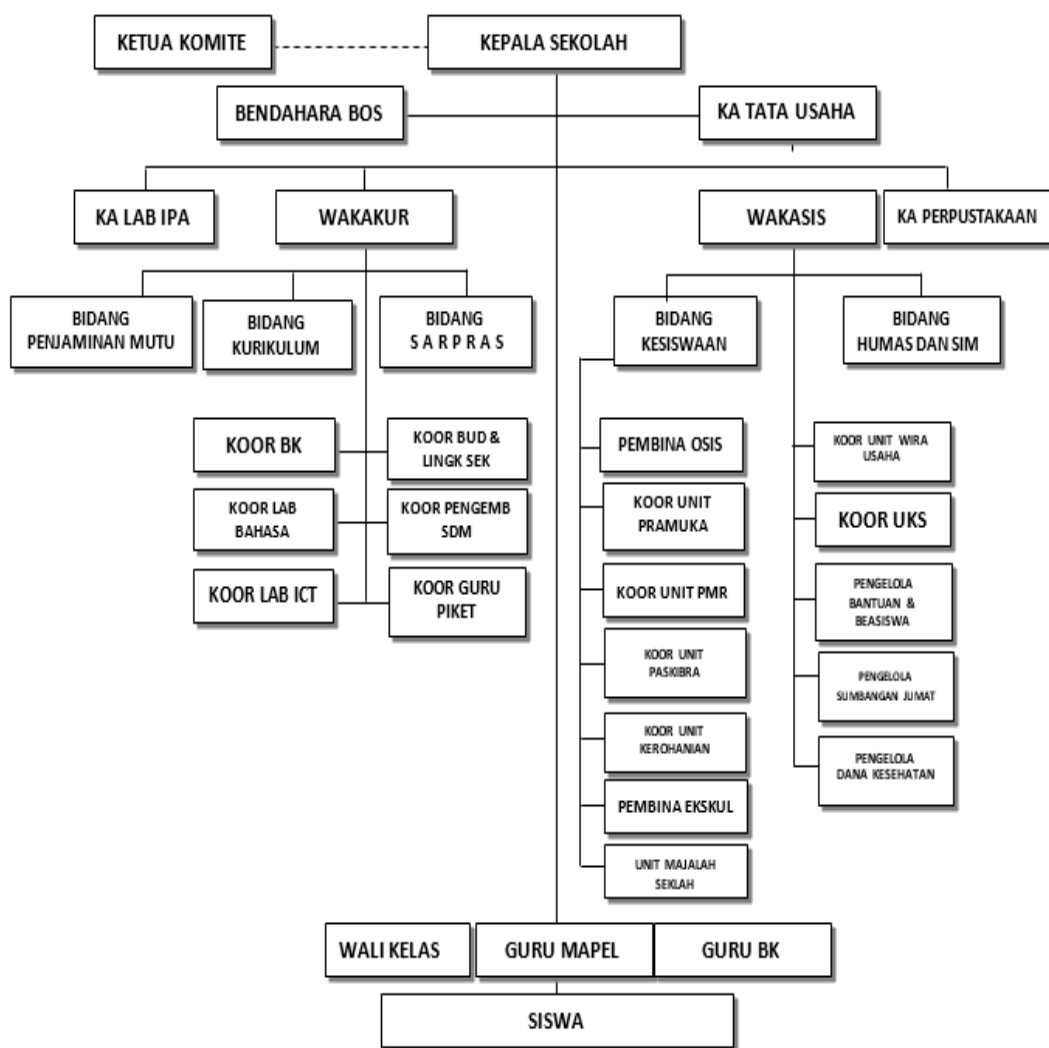 KETUA KOMITE
KEPALA SEKOLAH
BENDAHARA BOS
KA TATA USAHA
KA LAB IPA
WAKAKUR
WAKASIS
KA PERPUSTAKAAN
BIDANG
PENJAMINAN MUTU
BIDANG
KURIKULUM
BIDANG
S A R P R A S
BIDANG
KESISWAAN
BIDANG
HUMAS DAN SIM
KOOR BK
KOOR BUD &
LINGK SEK
KOOR LAB
BAHASA
KOOR PENGEMB
SDM
KOOR LAB ICT
KOOR GURU
PIKET
PEMBINA OSIS
KOOR UNIT
PRAMUKA
KOOR UNIT PMR
KOOR UNIT
PASKIBRA
KOOR UNIT
KEROHANIAN
PEMBINA EKSKUL
UNIT MAJALAH
SEKLAH
KOOR UNIT WIRA
USAHA
KOOR UKS
PENGELOLA
BANTUAN &
BEASISWA
PENGELOLA
SUMBANGAN JUMAT
PENGELOLA
DANA KESEHATAN
WALI KELAS
GURU MAPEL
GURU BK
SISWA